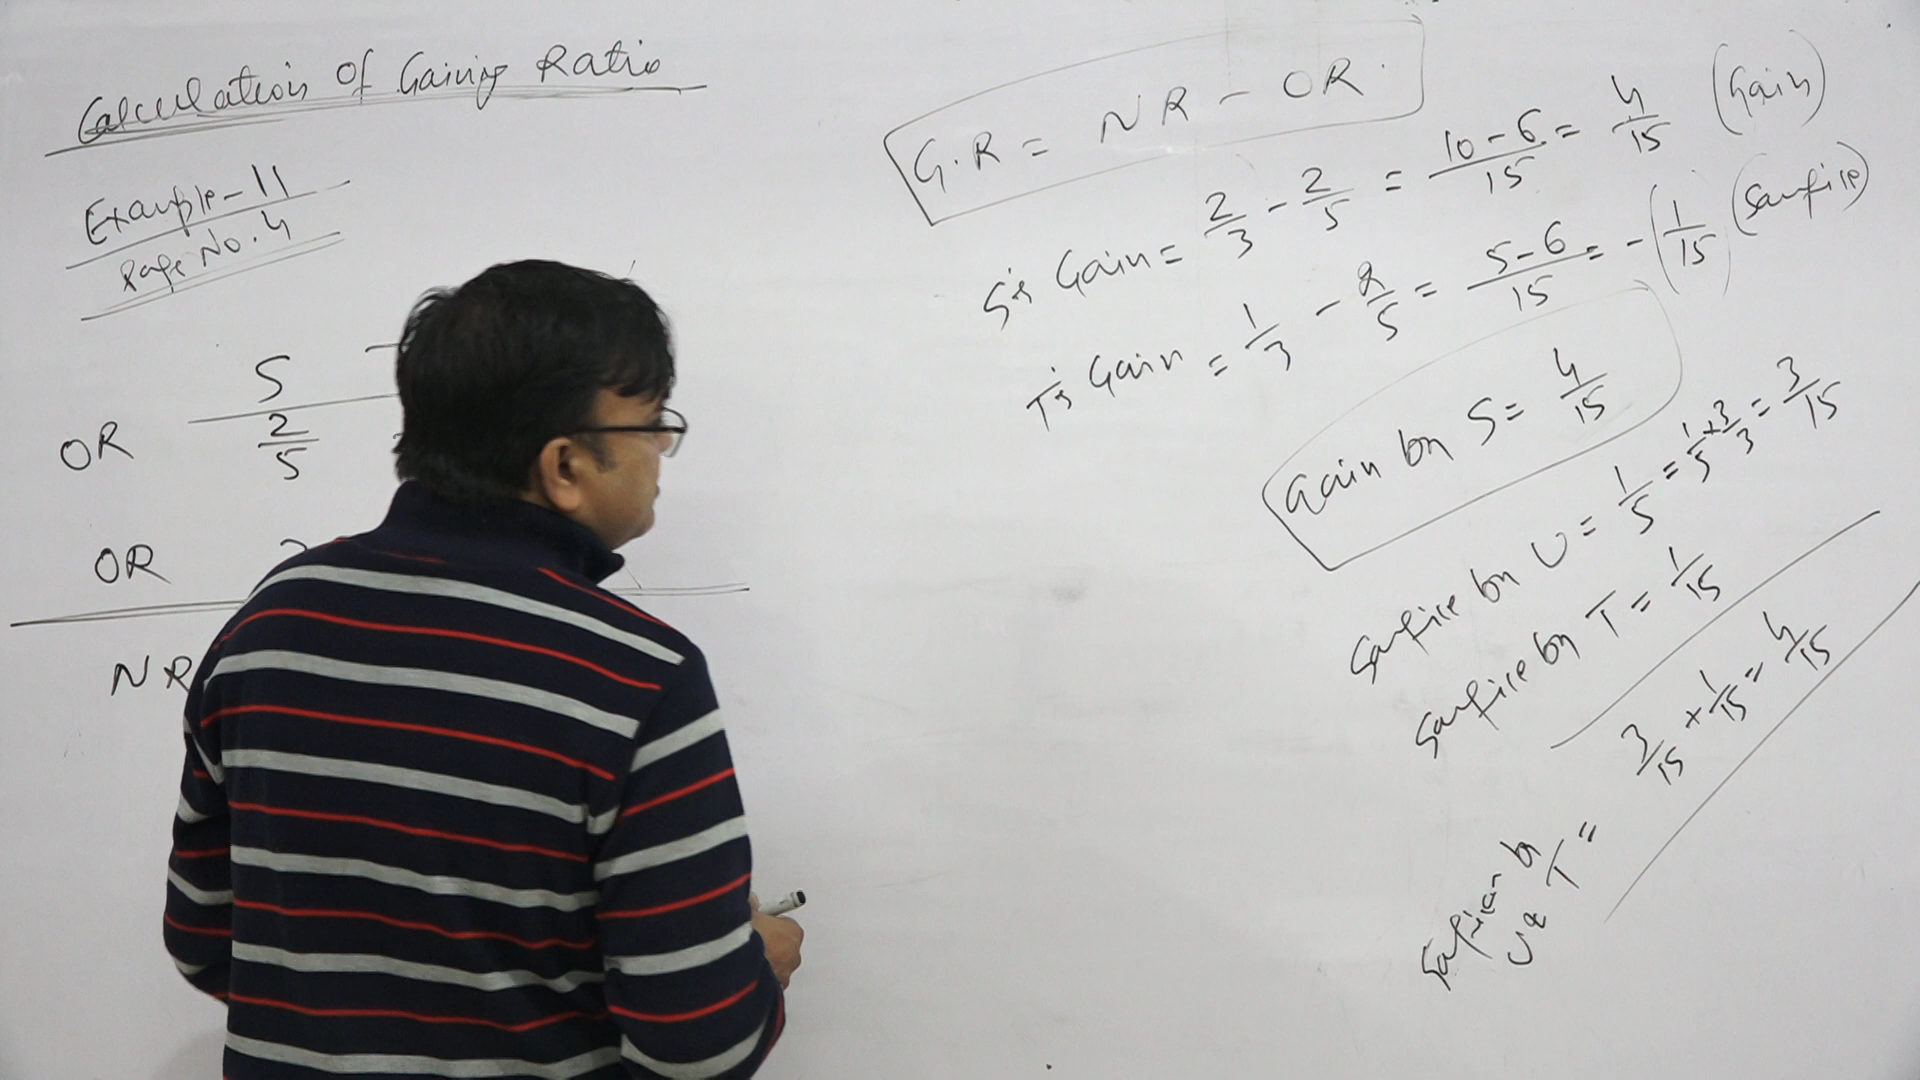 Calculation Of Gaining Ratio
Example-11
Page No. 4
S
OR 2/5
OR
NR
G.R = NR - OR
S's Gain = 2/3 - 2/5 = 10-6/15 = 4/15 (Gain)
T's Gain = 1/3 - 2/5 = 5-6/15 = -(1/15) (Sacrifice)
Gain by S = 4/15
Sacrifice by U = 1/5 = 1/5 × 3/3 = 3/15
Sacrifice by T = 1/15
Sacrifice by U & T = 3/15 + 1/15 = 4/15